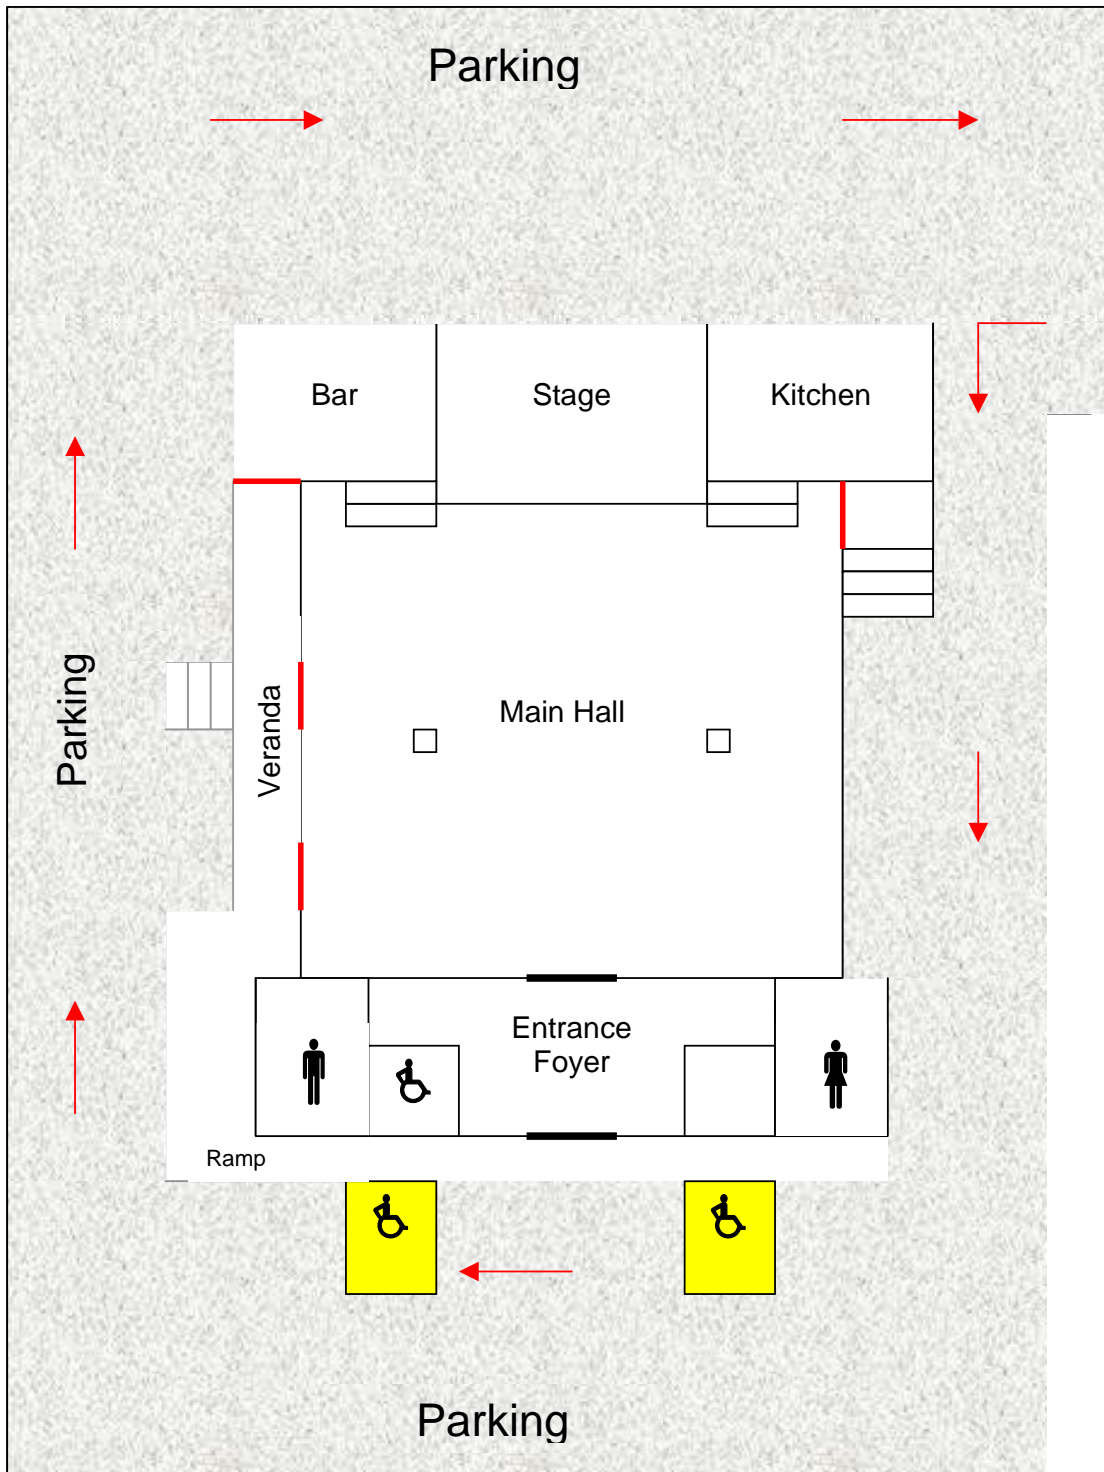 Parking
Bar
Stage
Kitchen
Parking
Veranda
Main Hall
Entrance
Foyer
Ramp
Parking